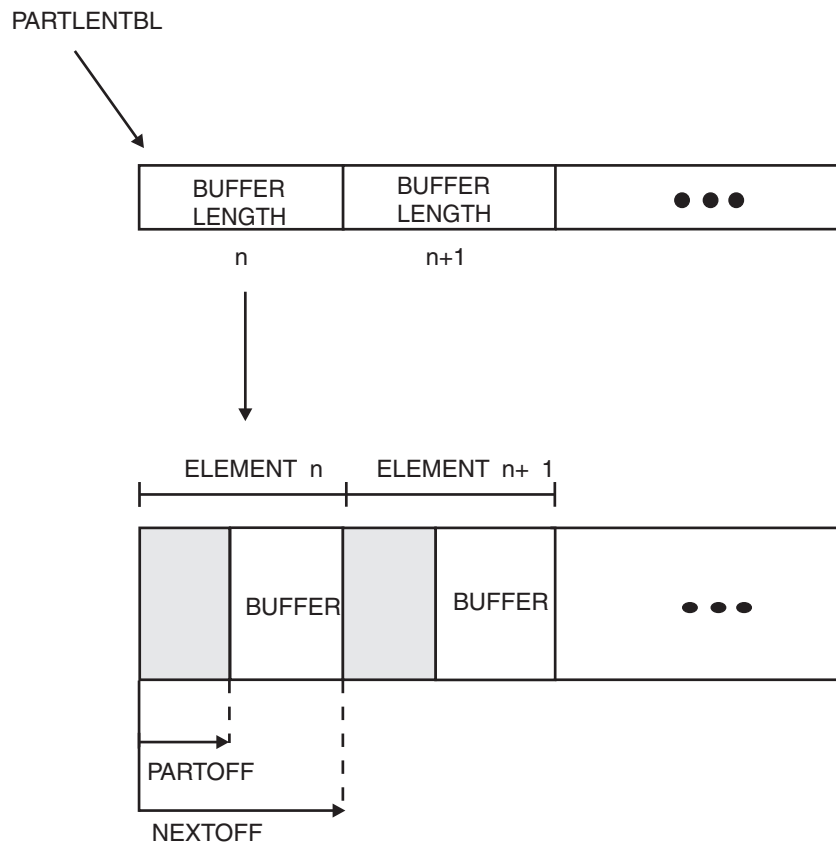 PARTLENTBL
BUFFER
LENGTH
BUFFER
LENGTH
n
n+1
ELEMENT n
ELEMENT n+ 1
BUFFER
BUFFER
PARTOFF
NEXTOFF